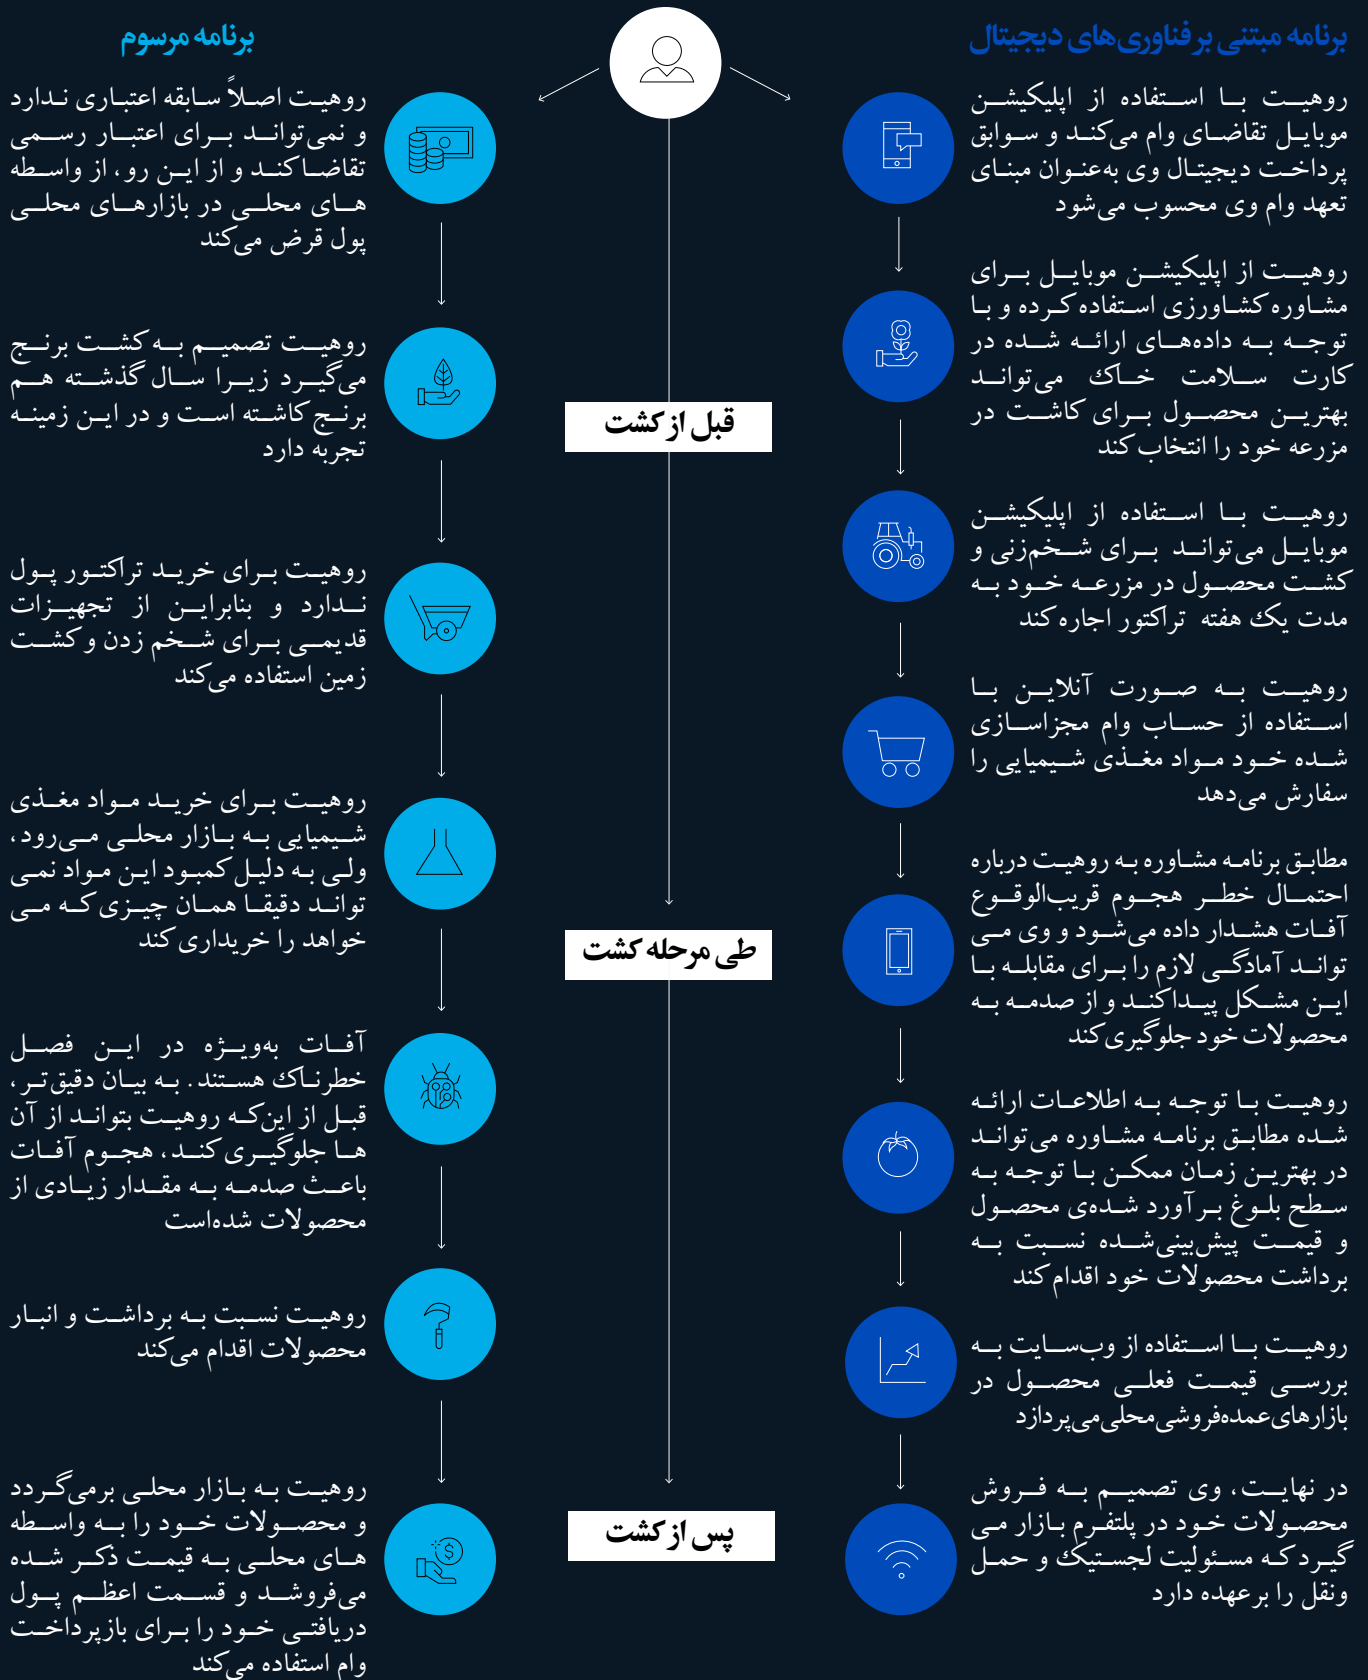 برنامه مبتنی بر فناوری‌های دیجیتال
روهیت با استفاده از اپلیکیشن
موبایل تقاضای وام می‌کند و سوابق
پرداخت دیجیتال وی به‌عنوان مبنای
تعهد وام وی محسوب می‌شود
روهیت از اپلیکیشن موبایل برای
مشاوره کشاورزی استفاده کرده و با
توجه به داده‌های ارائه شده در
کارت سلامت خاک می‌تواند
بهترین محصول برای کاشت در
مزرعه خود را انتخاب کند
روهیت با استفاده از اپلیکیشن
موبایل می‌تواند برای شخم‌زنی و
کشت محصول در مزرعه خود به
مدت یک هفته تراکتور اجاره کند
روهیت به صورت آنلاین با
استفاده از حساب وام مجزاسازی
شده خود مواد مغذی شیمیایی را
سفارش می‌دهد
مطابق برنامه مشاوره به روهیت درباره
احتمال خطر هجوم قریب‌الوقوع
آفات هشدار داده می‌شود و وی می
تواند آمادگی لازم را برای مقابله با
این مشکل پیدا کند و از صدمه به
محصولات خود جلوگیری کند
روهیت با توجه به اطلاعات ارائه
شده مطابق برنامه مشاوره می‌تواند
در بهترین زمان ممکن با توجه به
سطح بلوغ برآورد شده‌ی محصول
و قیمت پیش‌بینی‌شده نسبت به
برداشت محصولات خود اقدام کند
روهیت با استفاده از وب‌سایت به
بررسی قیمت فعلی محصول در
بازارهای‌عمده‌فروشی‌محلی‌می‌پردازد
در نهایت، وی تصمیم به فروش
محصولات خود در پلتفرم بازار می
گیرد که مسئولیت لجستیک و حمل
ونقل را برعهده دارد
قبل از کشت
طی مرحله کشت
پس از کشت
برنامه مرسوم
روهیت اصلاً سابقه اعتباری ندارد
و نمی‌تواند برای اعتبار رسمی
تقاضا کند و از این رو، از واسطه
های محلی در بازارهای محلی
پول قرض می‌کند
روهیت تصمیم به کشت برنج
می‌گیرد زیرا سال گذشته هم
برنج کاشته است و در این زمینه
تجربه دارد
روهیت برای خرید تراکتور پول
ندارد و بنابراین از تجهیزات
قدیمی برای شخم زدن و کشت
زمین استفاده می‌کند
روهیت برای خرید مواد مغذی
شیمیایی به بازار محلی می‌رود،
ولی به دلیل کمبود این مواد نمی
تواند دقیقا همان چیزی که می
خواهد را خریداری کند
آفات به‌ویژه در این فصل
خطرناک هستند. به بیان دقیق‌تر،
قبل از این‌که روهیت بتواند از آن
ها جلوگیری کند، هجوم آفات
باعث صدمه به مقدار زیادی از
محصولات شده‌است
روهیت نسبت به برداشت و انبار
محصولات اقدام می‌کند
روهیت به بازار محلی برمی‌گردد
و محصولات خود را به واسطه
های محلی به قیمت ذکر شده
می‌فروشد و قسمت اعظم پول
دریافتی خود را برای بازپرداخت
وام استفاده می‌کند